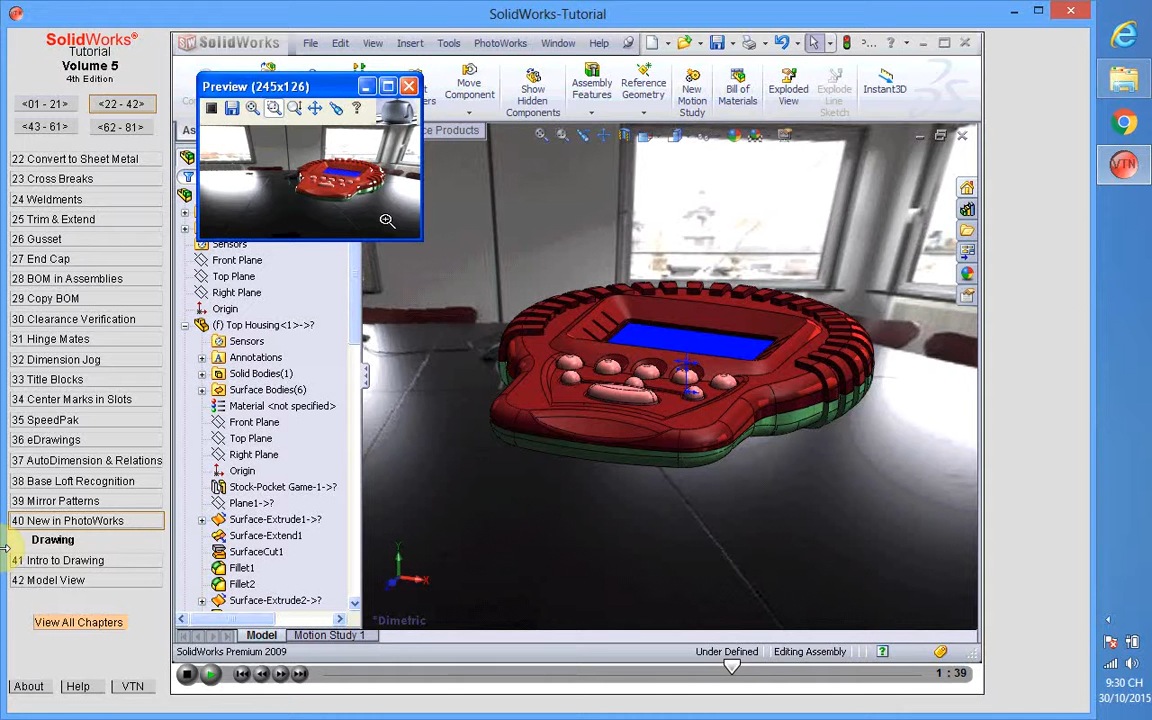 SolidWorks-Tutorial
SolidWorks®
Tutorial
Volume 5
4th Edition
<01 - 21>
<22 - 42>
<43 - 61>
<62 - 81>
22 Convert to Sheet Metal
23 Cross Breaks
24 Weldments
25 Trim & Extend
26 Gusset
27 End Cap
28 BOM in Assemblies
29 Copy BOM
30 Clearance Verification
31 Hinge Mates
32 Dimension Jog
33 Title Blocks
34 Center Marks in Slots
35 SpeedPak
36 eDrawings
37 AutoDimension & Relations
38 Base Loft Recognition
39 Mirror Patterns
40 New in PhotoWorks
Drawing
41 Intro to Drawing
42 Model View
View All Chapters
About
Help
VTN
SolidWorks
File
Edit
View
Insert
Tools
PhotoWorks
Window
Help
Move
Component
Show
Hidden
Components
Assembly
Features
Reference
Geometry
New
Motion
Study
Bill of
Materials
Exploded
View
Explode
Line
Sketch
Instant3D
Preview (245x126)
ce Products
Sensors
Front Plane
Top Plane
Right Plane
Origin
(f) Top Housing<1>->?
Sensors
Annotations
Solid Bodies(1)
Surface Bodies(6)
Material <not specified>
Front Plane
Top Plane
Right Plane
Origin
Stock-Pocket Game-1->?
Plane1->?
Surface-Extrude1->?
Surface-Extend1
SurfaceCut1
Fillet1
Fillet2
Surface-Extrude2->?
Y
X
*Dimetric
Model
Motion Study 1
SolidWorks Premium 2009
Under Defined
Editing Assembly
1 : 39
VTN
9:30 CH
30/10/2015